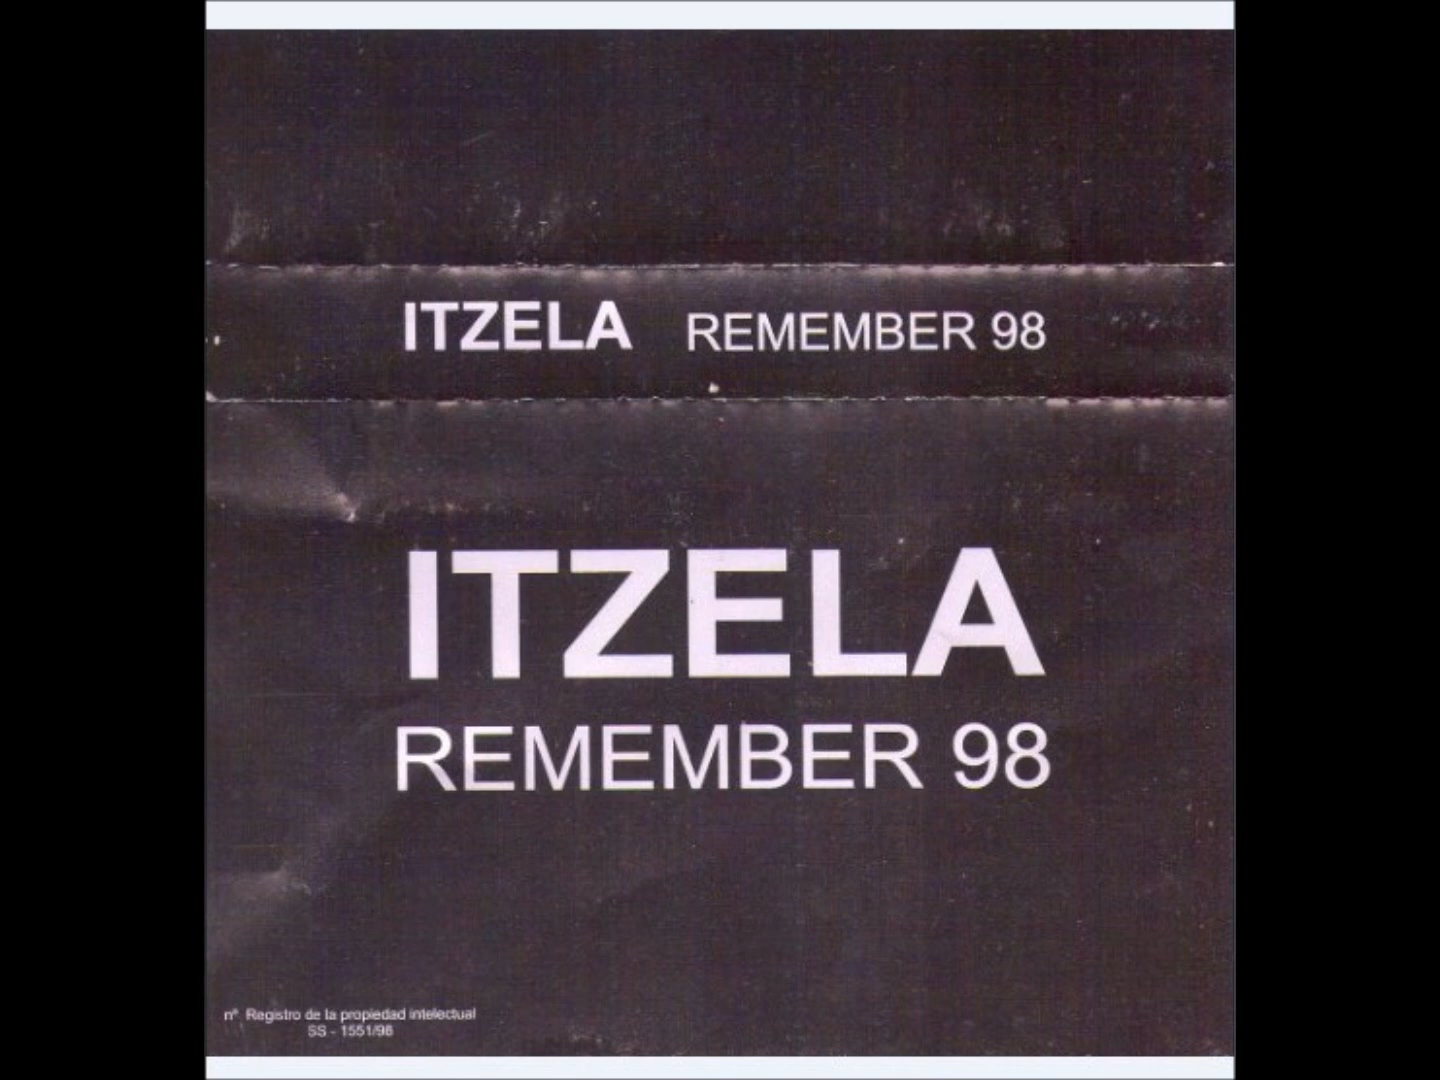 ITZELA REMEMBER 98
ITZELA
REMEMBER 98
nº Registro de la propiedad intelectual
SS - 1551/98